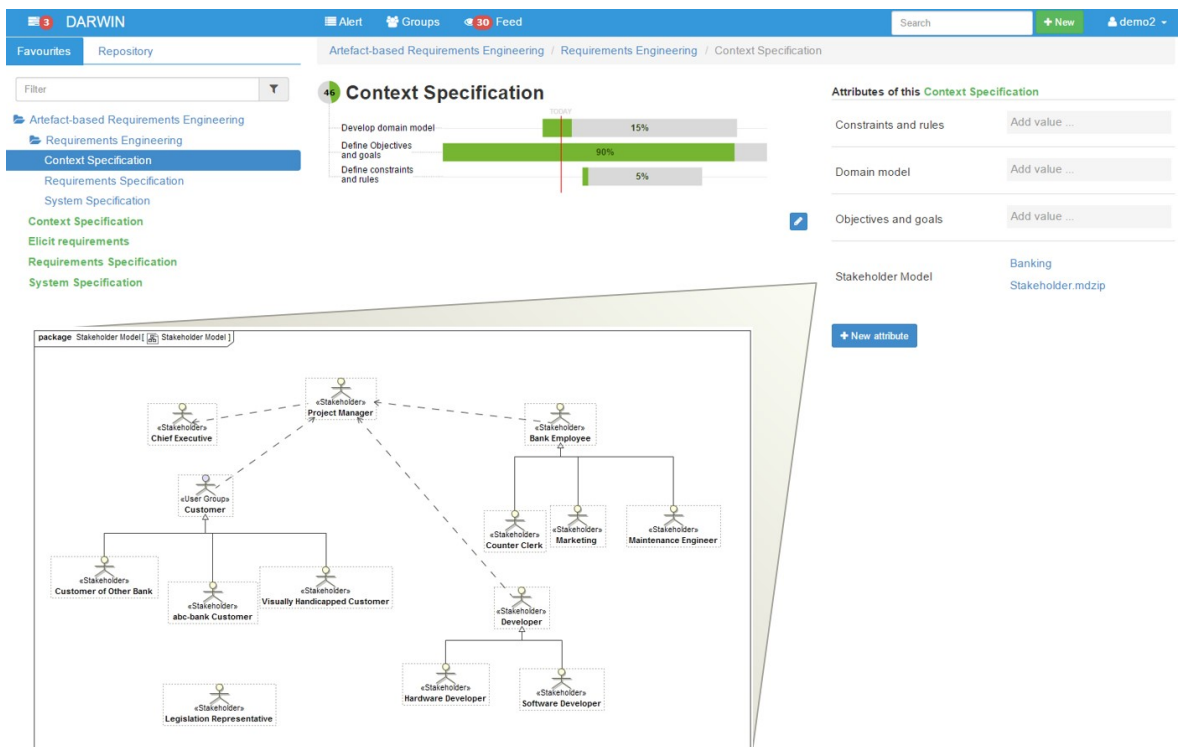 3 DARWIN Alert Groups 30 Feed Search + New demo2
Favourites Repository
Artefact-based Requirements Engineering / Requirements Engineering / Context Specification
Filter
Artefact-based Requirements Engineering
Requirements Engineering
Context Specification
Requirements Specification
System Specification
Context Specification
Elicit requirements
Requirements Specification
System Specification
46 Context Specification
TODAY
Develop domain model 15%
Define Objectives
and goals
90%
Define constraints
and rules
5%
Attributes of this Context Specification
Constraints and rules Add value ...
Domain model Add value ...
Objectives and goals Add value ...
Stakeholder Model
Banking
Stakeholder.mdzip
+ New attribute
package Stakeholder Model [ Stakeholder Model ]
«Stakeholder»
Project Manager
«Stakeholder»
Chief Executive
«Stakeholder»
Bank Employee
«User Group»
Customer
«Stakeholder»
Counter Clerk
«Stakeholder»
Marketing
«Stakeholder»
Maintenance Engineer
«Stakeholder»
Customer of Other Bank
«Stakeholder»
abc-bank Customer
«Stakeholder»
Visually Handicapped Customer
«Stakeholder»
Developer
«Stakeholder»
Hardware Developer
«Stakeholder»
Software Developer
«Stakeholder»
Legislation Representative